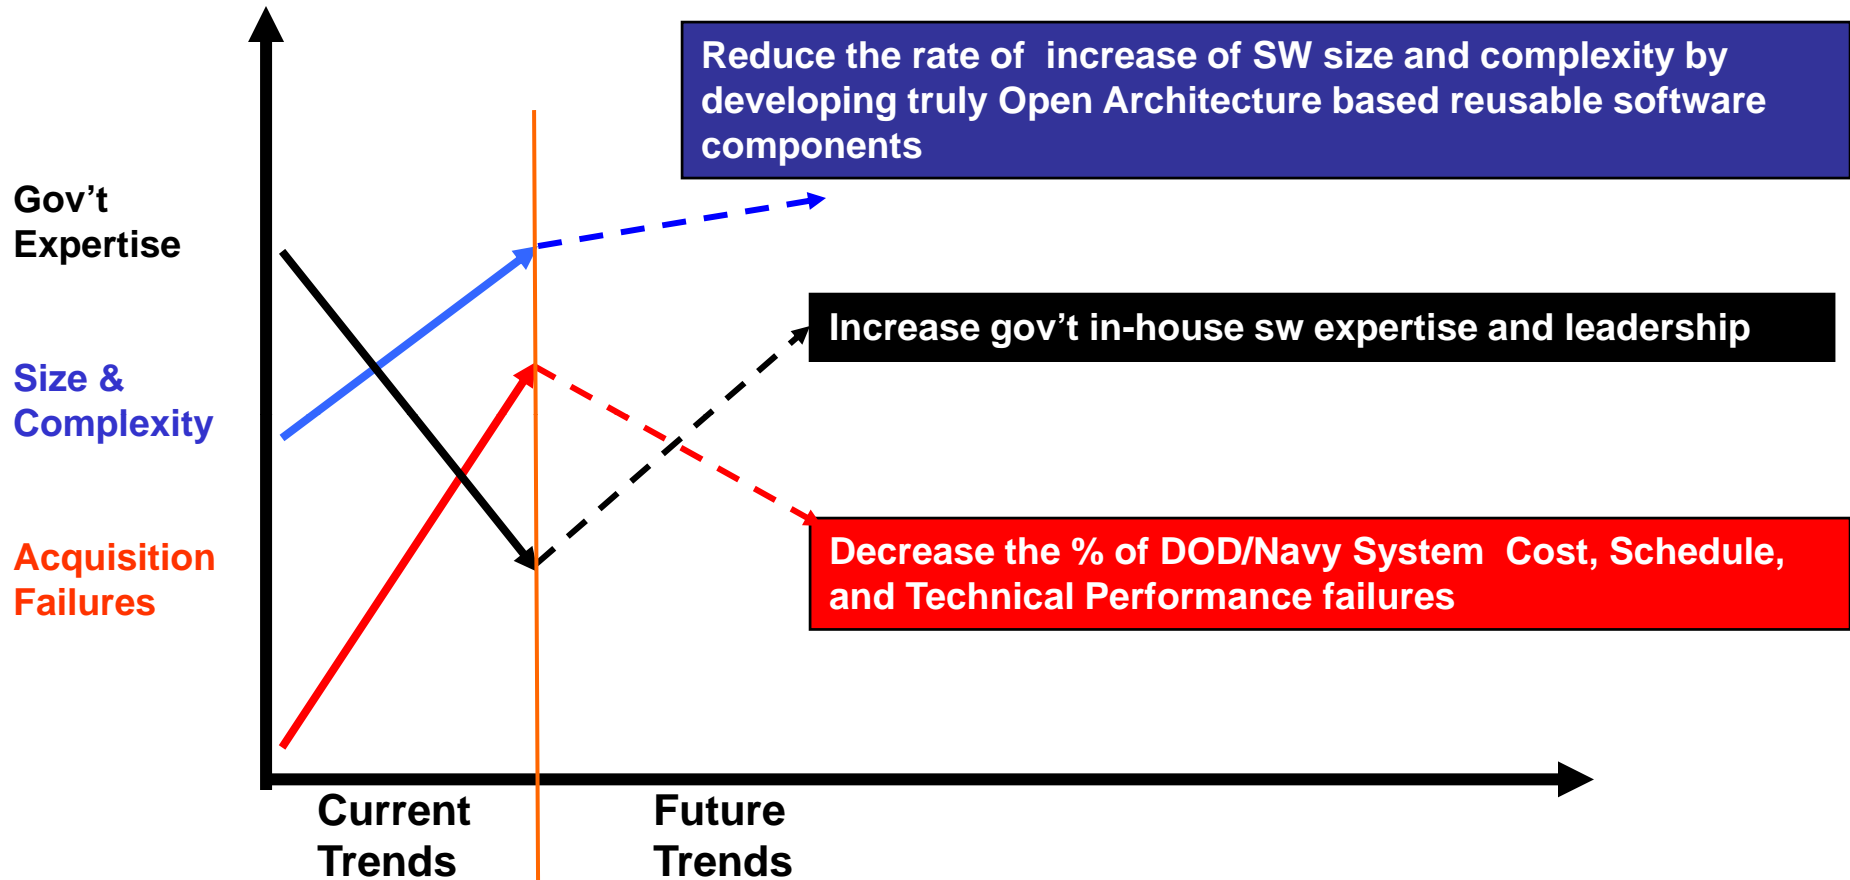 Reduce the rate of  increase of SW size and complexity by
developing truly Open Architecture based reusable software
components
Gov’t
Expertise
Increase gov’t in-house sw expertise and leadership
Size &
Complexity
Acquisition
Failures
Decrease the % of DOD/Navy System  Cost, Schedule,
and Technical Performance failures
Current
Trends
Future
Trends